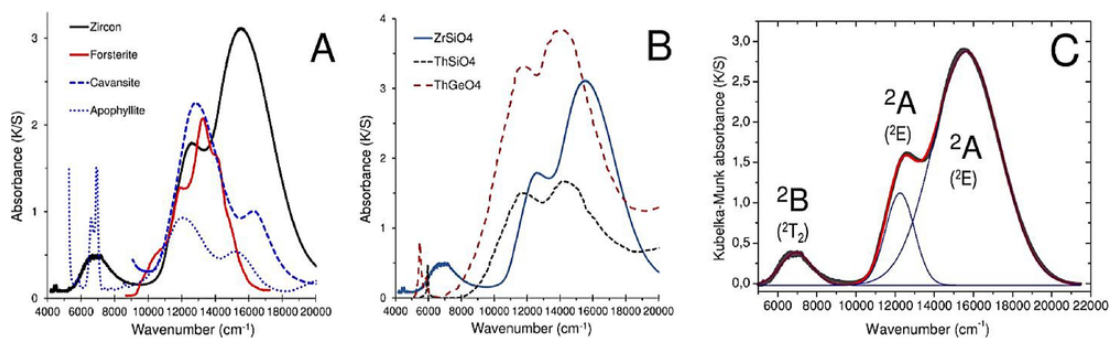 A
Zircon
Forsterite
Cavansite
Apophyllite
Absorbance (K/S)
3
2
1
0
4000 6000 8000 10000 12000 14000 16000 18000 20000
Wavenumber (cm⁻¹)
B
ZrSiO4
ThSiO4
ThGeO4
Absorbance (K/S)
4
3
2
1
0
4000 6000 8000 10000 12000 14000 16000 18000 20000
Wavenumber (cm⁻¹)
C
Kubelka-Munk absorbance (K/S)
3,0
2,5
2,0
1,5
1,0
0,5
0,0
²A
(²E)
²A
(²E)
²B
(²T₂)
6000 8000 10000 12000 14000 16000 18000 20000 22000
Wavenumber (cm⁻¹)